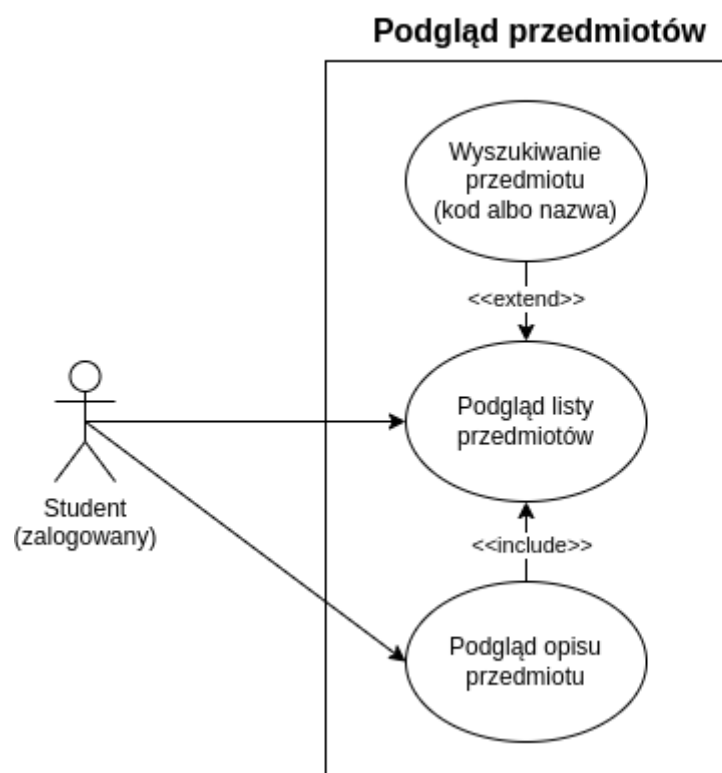 Podgląd przedmiotów
Wyszukiwanie
przedmiotu
(kod albo nazwa)
<<extend>>
Podgląd listy
przedmiotów
Student
(zalogowany)
<<include>>
Podgląd opisu
przedmiotu